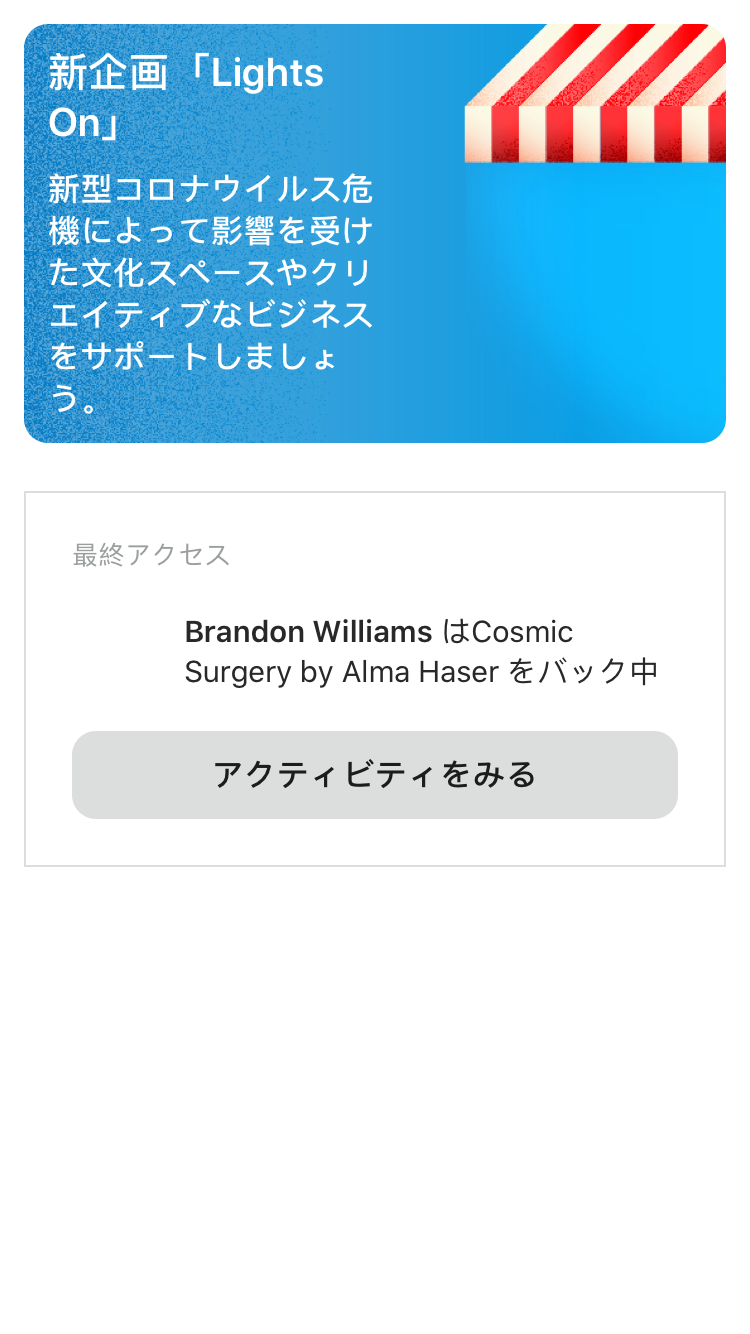 新企画「Lights
On」
新型コロナウイルス危
機によって影響を受け
た文化スペースやクリ
エイティブなビジネス
をサポートしましょ
う。
最終アクセス
Brandon Williams はCosmic
Surgery by Alma Haser をバック中
アクティビティをみる